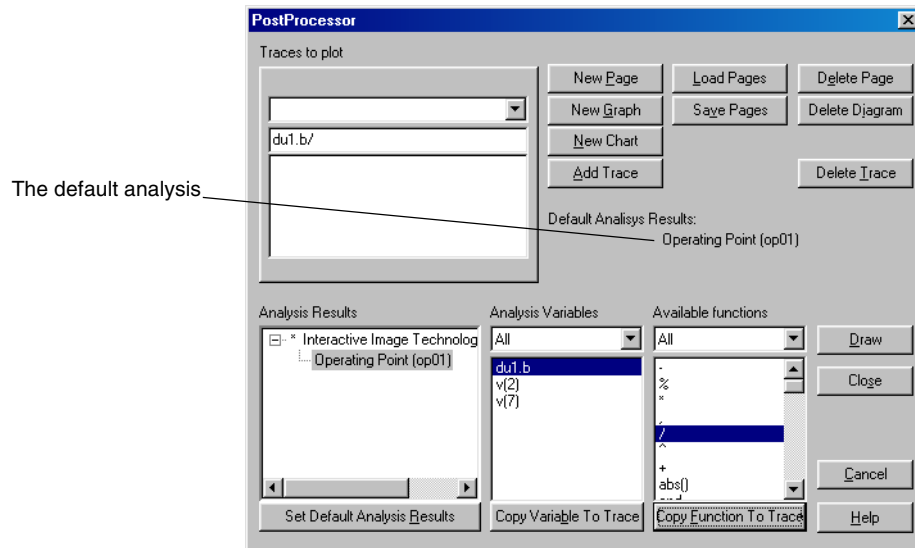 PostProcessor
Traces to plot
du1.b/
New Page
Load Pages
Delete Page
New Graph
Save Pages
Delete Diagram
New Chart
Add Trace
Delete Trace
The default analysis
Default Analisys Results:
Operating Point (op01)
Analysis Results
Analysis Variables
Available functions
* Interactive Image Technolog
Operating Point (op01)
All
du1.b
v(2)
v(7)
All
-
%
*
,
/
^
+
abs()
Draw
Close
Cancel
Help
Set Default Analysis Results
Copy Variable To Trace
Copy Function To Trace